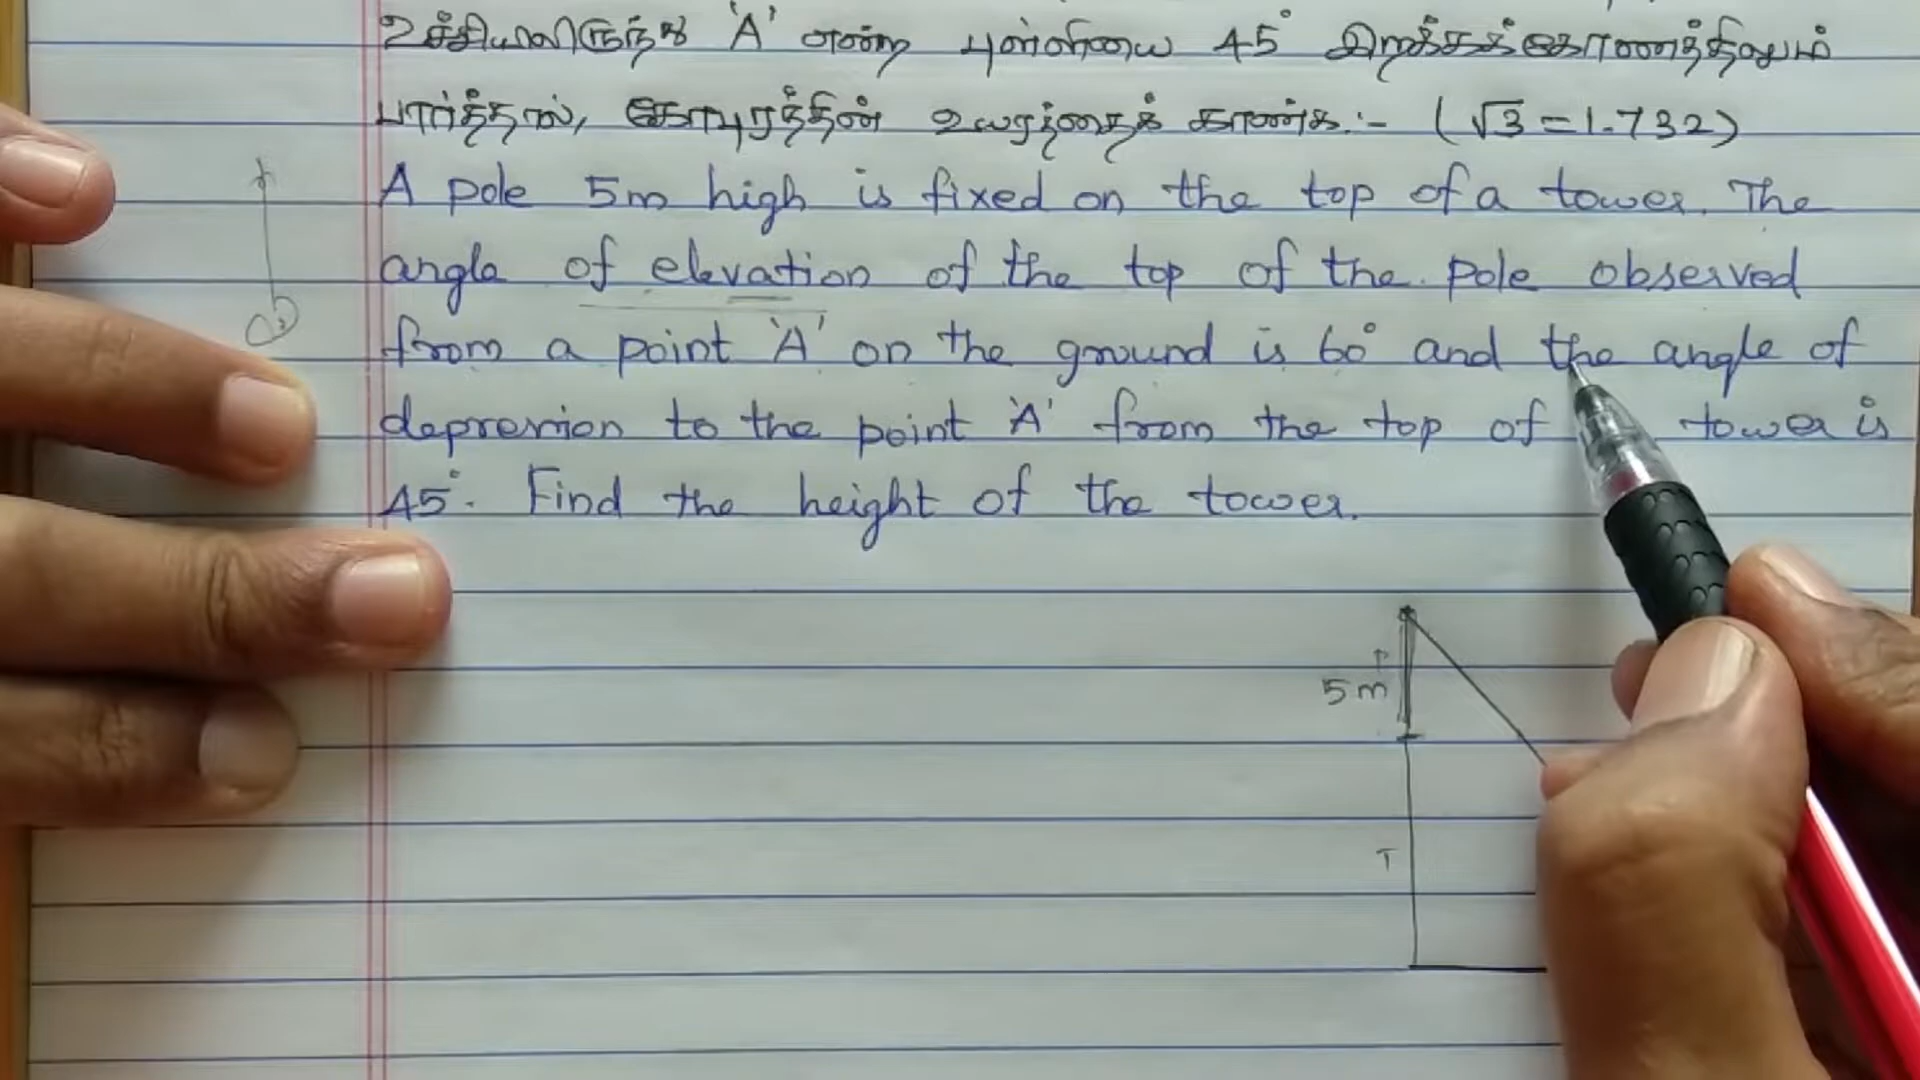 உச்சியிலிருந்து 'A' என்ற புள்ளியை 45° இறக்கக்கோணத்திலும்
பார்த்தால், கோபுரத்தின் உயரத்தைக் காண்க:- (√3 = 1.732)
A pole 5m high is fixed on the top of a tower. The
angle of elevation of the top of the pole observed
from a point 'A' on the ground is 60° and the angle of
depression to the point 'A' from the top of tower is
45°. Find the height of the tower.
P
5 m
T